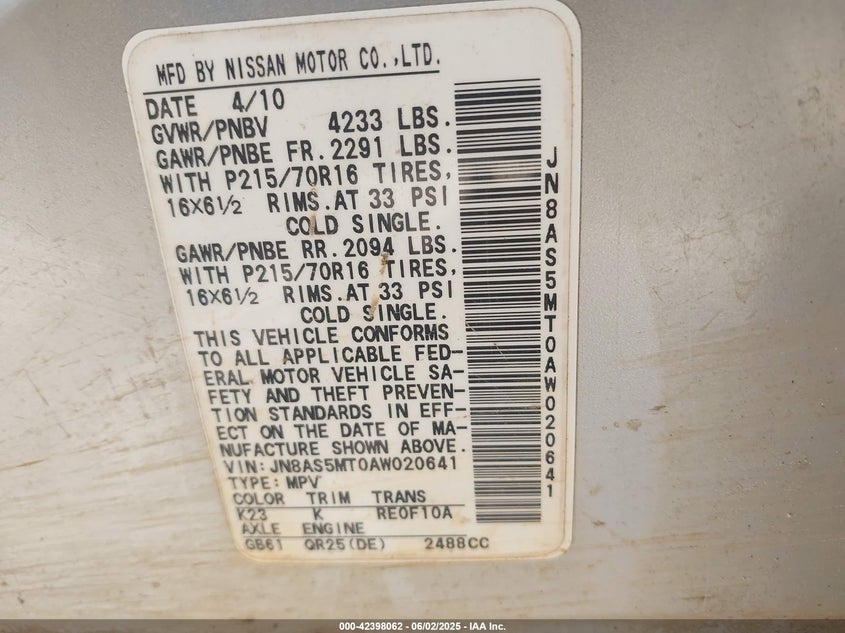 MFD BY NISSAN MOTOR CO.,LTD.
DATE 4/10
GVWR/PNBV 4233 LBS.
GAWR/PNBE FR.2291 LBS.
WITH P215/70R16 TIRES,
16X6½ RIMS.AT 33 PSI
COLD SINGLE.
GAWR/PNBE RR.2094 LBS.
WITH P215/70R16 TIRES,
16X6½ RIMS.AT 33 PSI
COLD SINGLE.
THIS VEHICLE CONFORMS
TO ALL APPLICABLE FED-
ERAL MOTOR VEHICLE SA-
FETY AND THEFT PREVEN-
TION STANDARDS IN EFF-
ECT ON THE DATE OF MA-
NUFACTURE SHOWN ABOVE.
VIN:JN8AS5MT0AW020641
TYPE:MPV
COLOR TRIM TRANS
K23 K RE0F10A
AXLE ENGINE
GB61 QR25(DE) 2488CC
JN8AS5MT0AW020641
000-42398062 - 06/02/2025 - IAA Inc.